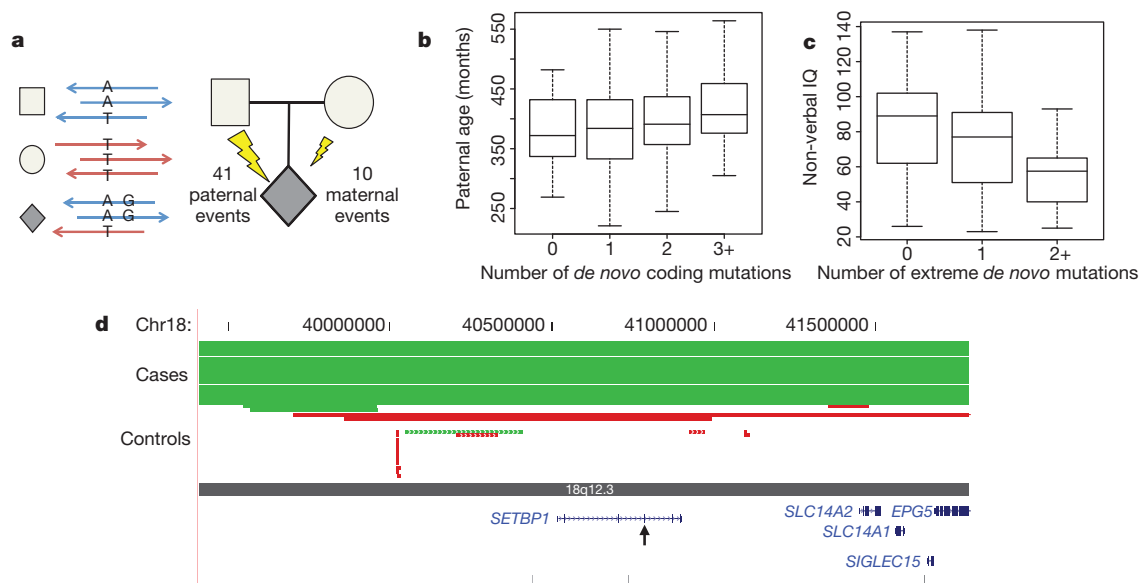 a
A
A
T
T
T
T
A G
A G
T
41
paternal
events
10
maternal
events
b
Paternal age (months)
550
450
350
250
0 1 2 3+
Number of de novo coding mutations
c
Non-verbal IQ
140
120
100
80
60
40
20
0 1 2+
Number of extreme de novo mutations
d
Chr18: 40000000 40500000 41000000 41500000
Cases
Controls
18q12.3
SETBP1
SLC14A2 EPG5
SLC14A1
SIGLEC15